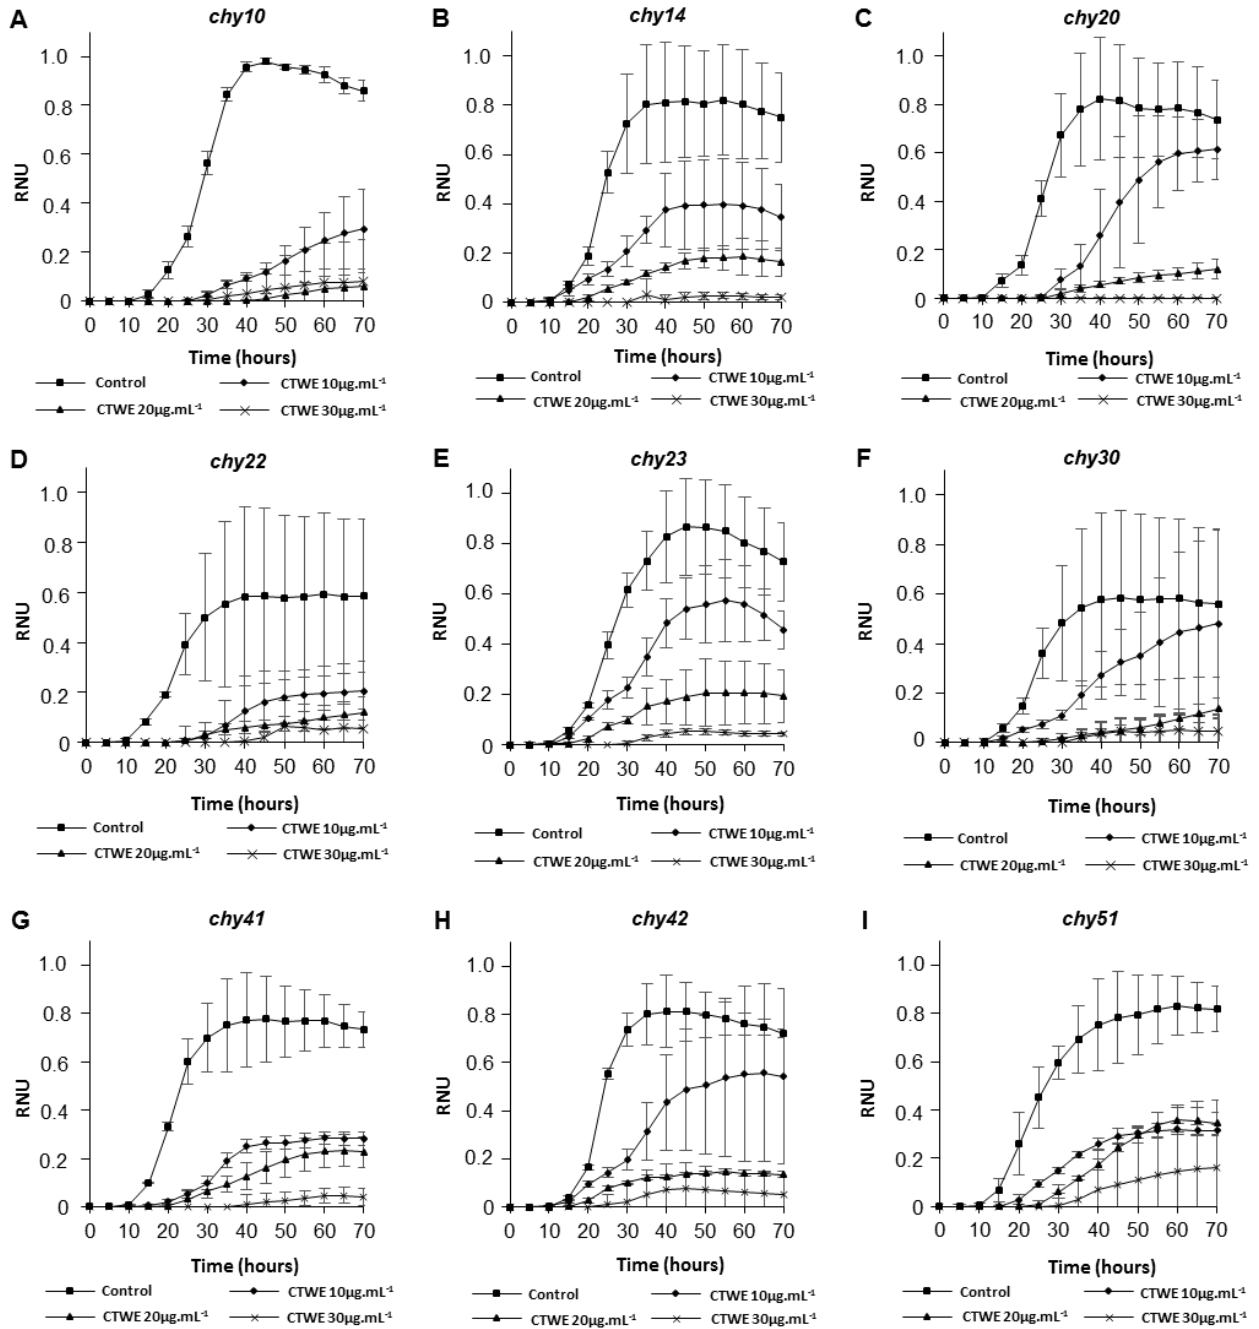 A
chy10
RNU
1.0
0.8
0.6
0.4
0.2
0
0 10 20 30 40 50 60 70
Time (hours)
Control
CTWE 10µg.mL-1
CTWE 20µg.mL-1
CTWE 30µg.mL-1
B
chy14
RNU
1.0
0.8
0.6
0.4
0.2
0
0 10 20 30 40 50 60 70
Time (hours)
Control
CTWE 10µg.mL-1
CTWE 20µg.mL-1
CTWE 30µg.mL-1
C
chy20
RNU
1.0
0.8
0.6
0.4
0.2
0
0 10 20 30 40 50 60 70
Time (hours)
Control
CTWE 10µg.mL-1
CTWE 20µg.mL-1
CTWE 30µg.mL-1
D
chy22
RNU
1.0
0.8
0.6
0.4
0.2
0
0 10 20 30 40 50 60 70
Time (hours)
Control
CTWE 10µg.mL-1
CTWE 20µg.mL-1
CTWE 30µg.mL-1
E
chy23
RNU
1.0
0.8
0.6
0.4
0.2
0
0 10 20 30 40 50 60 70
Time (hours)
Control
CTWE 10µg.mL-1
CTWE 20µg.mL-1
CTWE 30µg.mL-1
F
chy30
RNU
1.0
0.8
0.6
0.4
0.2
0
0 10 20 30 40 50 60 70
Time (hours)
Control
CTWE 10µg.mL-1
CTWE 20µg.mL-1
CTWE 30µg.mL-1
G
chy41
RNU
1.0
0.8
0.6
0.4
0.2
0
0 10 20 30 40 50 60 70
Time (hours)
Control
CTWE 10µg.mL-1
CTWE 20µg.mL-1
CTWE 30µg.mL-1
H
chy42
RNU
1.0
0.8
0.6
0.4
0.2
0
0 10 20 30 40 50 60 70
Time (hours)
Control
CTWE 10µg.mL-1
CTWE 20µg.mL-1
CTWE 30µg.mL-1
I
chy51
RNU
1.0
0.8
0.6
0.4
0.2
0
0 10 20 30 40 50 60 70
Time (hours)
Control
CTWE 10µg.mL-1
CTWE 20µg.mL-1
CTWE 30µg.mL-1